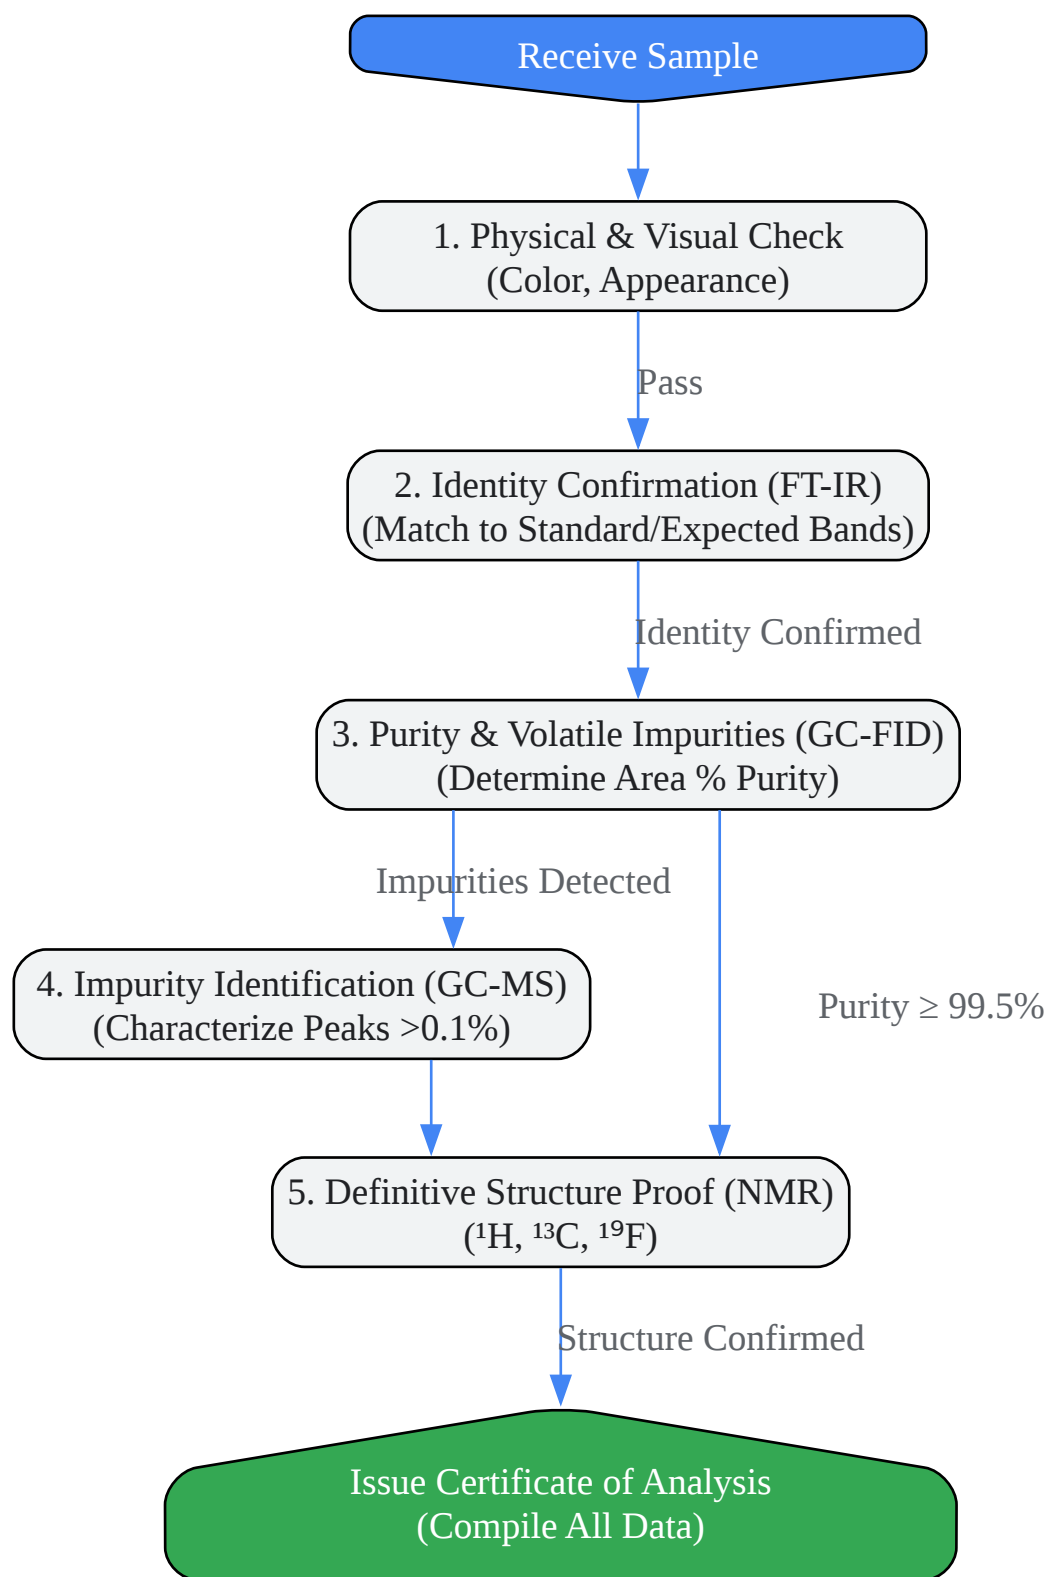 Receive Sample
1. Physical & Visual Check
(Color, Appearance)
Pass
2. Identity Confirmation (FT-IR)
(Match to Standard/Expected Bands)
Identity Confirmed
3. Purity & Volatile Impurities (GC-FID)
(Determine Area % Purity)
Impurities Detected
4. Impurity Identification (GC-MS)
(Characterize Peaks >0.1%)
Purity ≥ 99.5%
5. Definitive Structure Proof (NMR)
(¹H, ¹³C, ¹⁹F)
Structure Confirmed
Issue Certificate of Analysis
(Compile All Data)